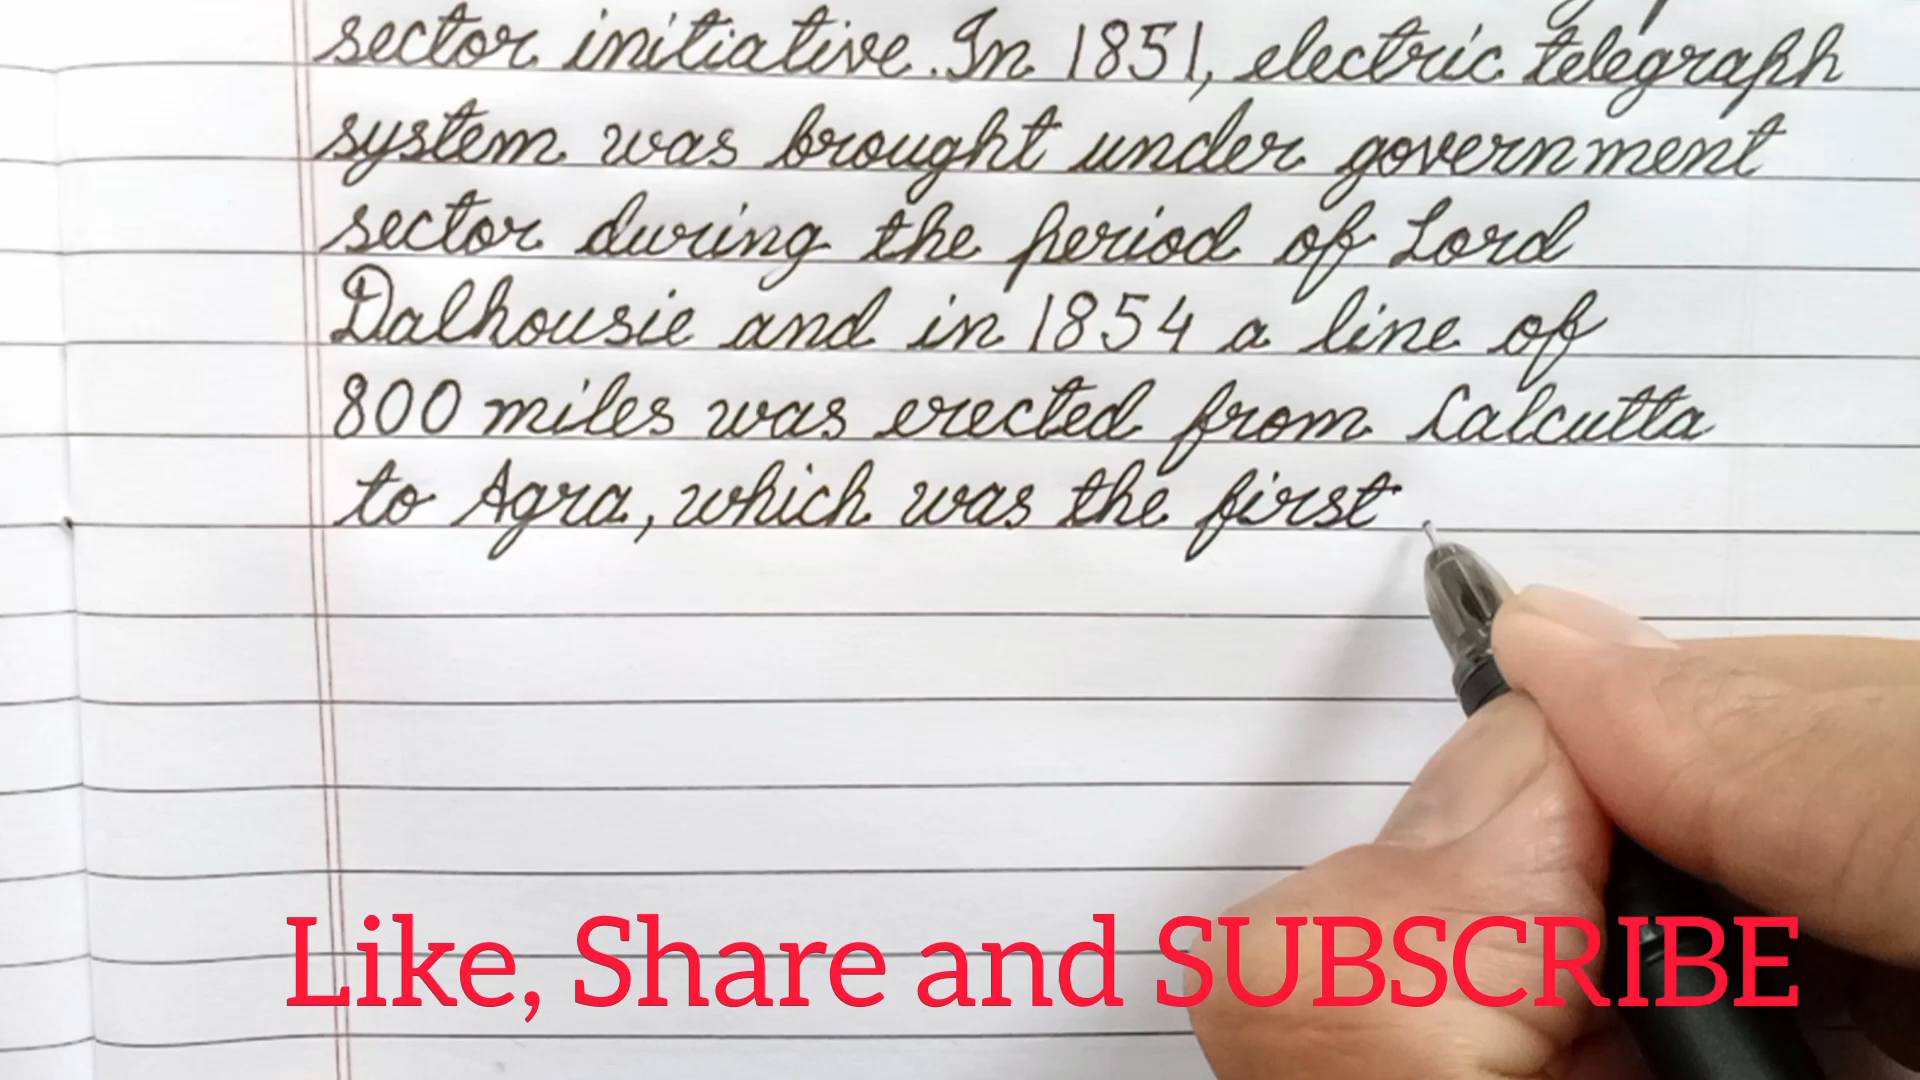 sector initiative. In 1851, electric telegraph
system was brought under government
sector during the period of Lord
Dalhousie and in 1854 a line of
800 miles was erected from Calcutta
to Agra, which was the first
Like, Share and SUBSCRIBE